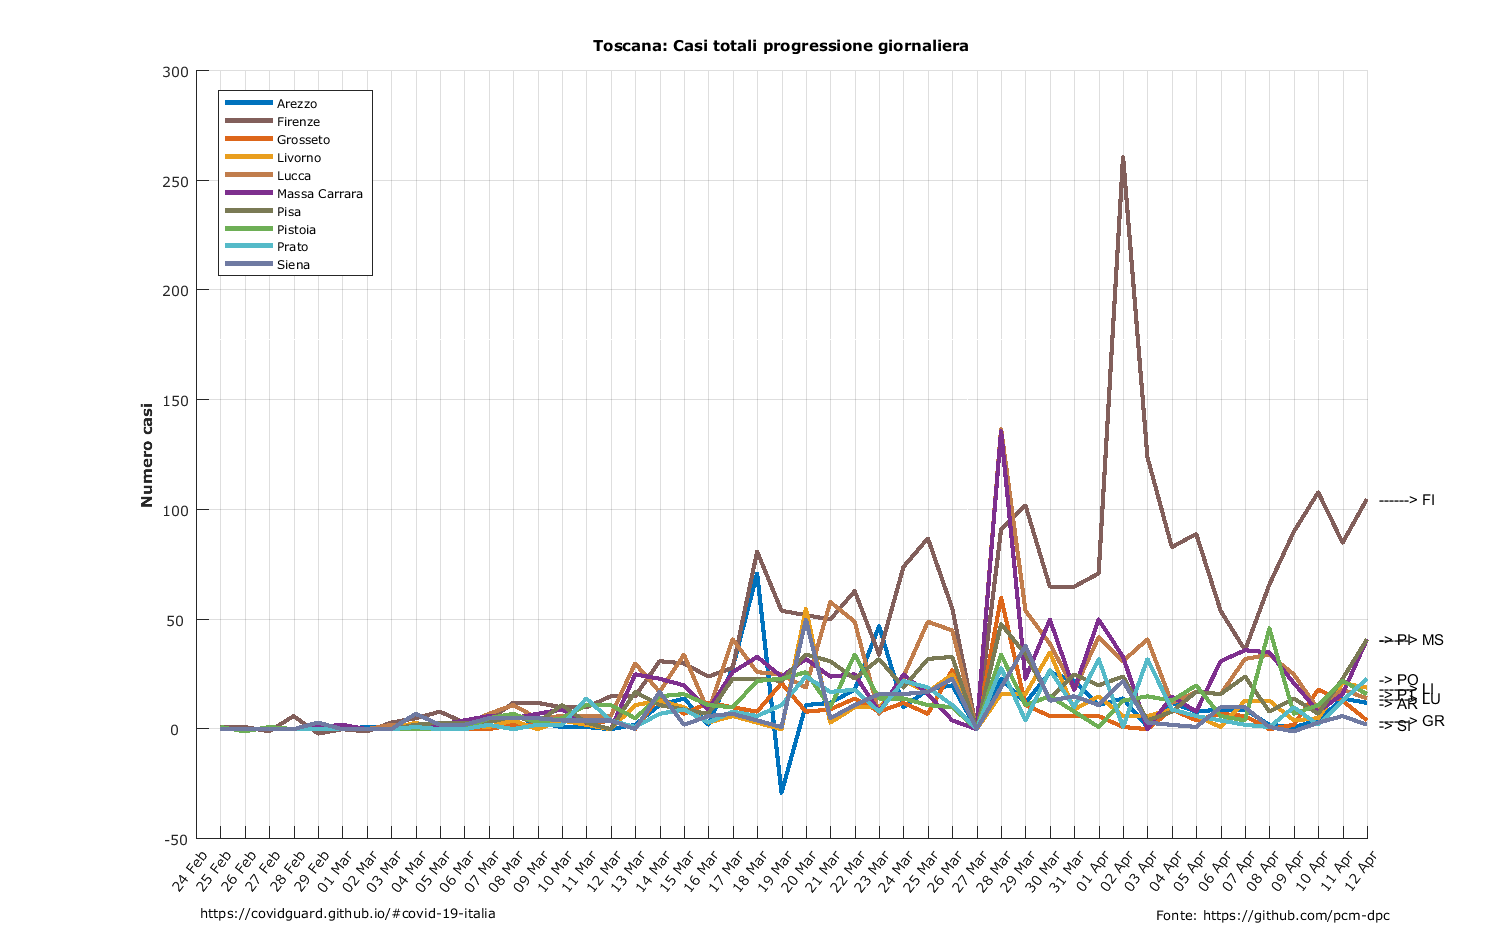 Toscana: Casi totali progressione giornaliera
300
250
200
150
100
50
0
-50
Numero casi
Arezzo
Firenze
Grosseto
Livorno
Lucca
Massa Carrara
Pisa
Pistoia
Prato
Siena
------> FI
-> PI
MS
-> PO
LI
LU
-> AR
-----> GR
-> SI
24 Feb
25 Feb
26 Feb
27 Feb
28 Feb
29 Feb
01 Mar
02 Mar
03 Mar
04 Mar
05 Mar
06 Mar
07 Mar
08 Mar
09 Mar
10 Mar
11 Mar
12 Mar
13 Mar
14 Mar
15 Mar
16 Mar
17 Mar
18 Mar
19 Mar
20 Mar
21 Mar
22 Mar
23 Mar
24 Mar
25 Mar
26 Mar
27 Mar
28 Mar
29 Mar
30 Mar
31 Mar
01 Apr
02 Apr
03 Apr
04 Apr
05 Apr
06 Apr
07 Apr
08 Apr
09 Apr
10 Apr
11 Apr
12 Apr
https://covidguard.github.io/#covid-19-italia
Fonte: https://github.com/pcm-dpc